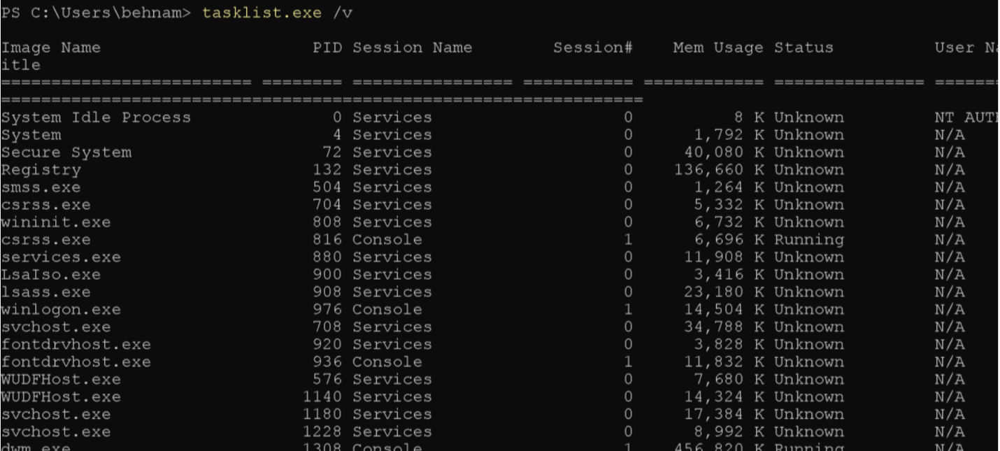 PS C:\Users\behnam> tasklist.exe /v
Image Name                     PID Session Name        Session#    Mem Usage Status          User Na
itle
========================= ======== ================ =========== ============ =============== ======
================================================================
System Idle Process              0 Services                   0          8 K Unknown         NT AUTH
System                           4 Services                   0      1,792 K Unknown         N/A
Secure System                   72 Services                   0     40,080 K Unknown         N/A
Registry                       132 Services                   0    136,660 K Unknown         N/A
smss.exe                       504 Services                   0      1,264 K Unknown         N/A
csrss.exe                      704 Services                   0      5,332 K Unknown         N/A
wininit.exe                    808 Services                   0      6,732 K Unknown         N/A
csrss.exe                      816 Console                    1      6,696 K Running         N/A
services.exe                   880 Services                   0     11,908 K Unknown         N/A
LsaIso.exe                     900 Services                   0      3,416 K Unknown         N/A
lsass.exe                      908 Services                   0     23,180 K Unknown         N/A
winlogon.exe                   976 Console                    1     14,504 K Unknown         N/A
svchost.exe                    708 Services                   0     34,788 K Unknown         N/A
fontdrvhost.exe                920 Services                   0      3,828 K Unknown         N/A
fontdrvhost.exe                936 Console                    1     11,832 K Unknown         N/A
WUDFHost.exe                   576 Services                   0      7,680 K Unknown         N/A
WUDFHost.exe                  1140 Services                   0     14,324 K Unknown         N/A
svchost.exe                   1180 Services                   0     17,384 K Unknown         N/A
svchost.exe                   1228 Services                   0      8,992 K Unknown         N/A
dwm.exe                       1308 Console                    1    456,820 K Running         N/A